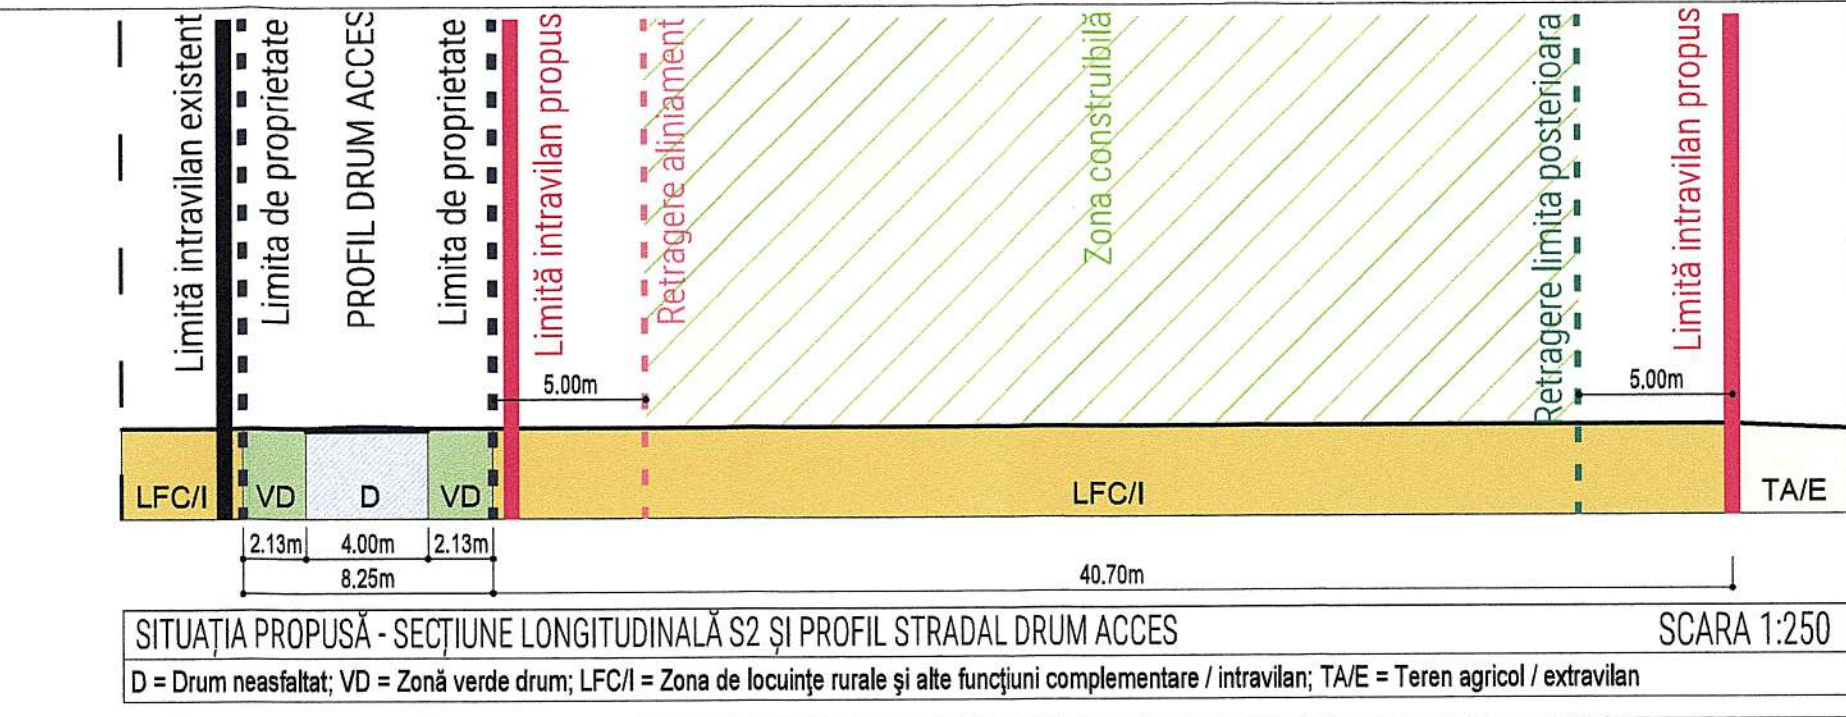 Limită intravilan existent
Limita de proprietate
PROFIL DRUM ACCES
Limita de proprietate
Limită intravilan propus
Retragere aliniament
Zona construibilă
Retragere limita posterioara
Limită intravilan propus
5.00m
5.00m
LFC/I
VD
D
VD
LFC/I
TA/E
2.13m
4.00m
2.13m
8.25m
40.70m
SITUAȚIA PROPUSĂ - SECȚIUNE LONGITUDINALĂ S2 ȘI PROFIL STRADAL DRUM ACCES
SCARA 1:250
D = Drum neasfaltat; VD = Zonă verde drum; LFC/I = Zona de locuinţe rurale şi alte funcţiuni complementare / intravilan; TA/E = Teren agricol / extravilan